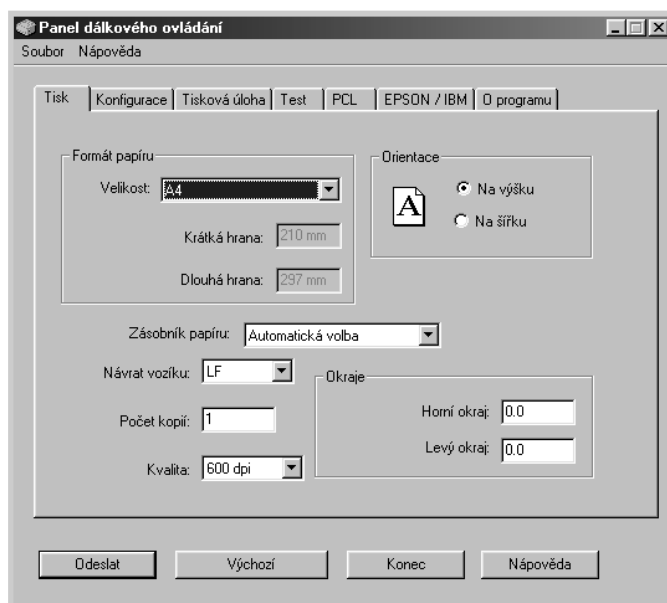 Panel dálkového ovládání
Soubor Nápověda
Tisk Konfigurace Tisková úloha Test PCL EPSON / IBM O programu
Formát papíru
Velikost: A4
Krátká hrana: 210 mm
Dlouhá hrana: 297 mm
Orientace
A
Na výšku
Na šířku
Zásobník papíru: Automatická volba
Návrat vozíku: LF
Počet kopií: 1
Kvalita: 600 dpi
Okraje
Horní okraj: 0.0
Levý okraj: 0.0
Odeslat Výchozí Konec Nápověda